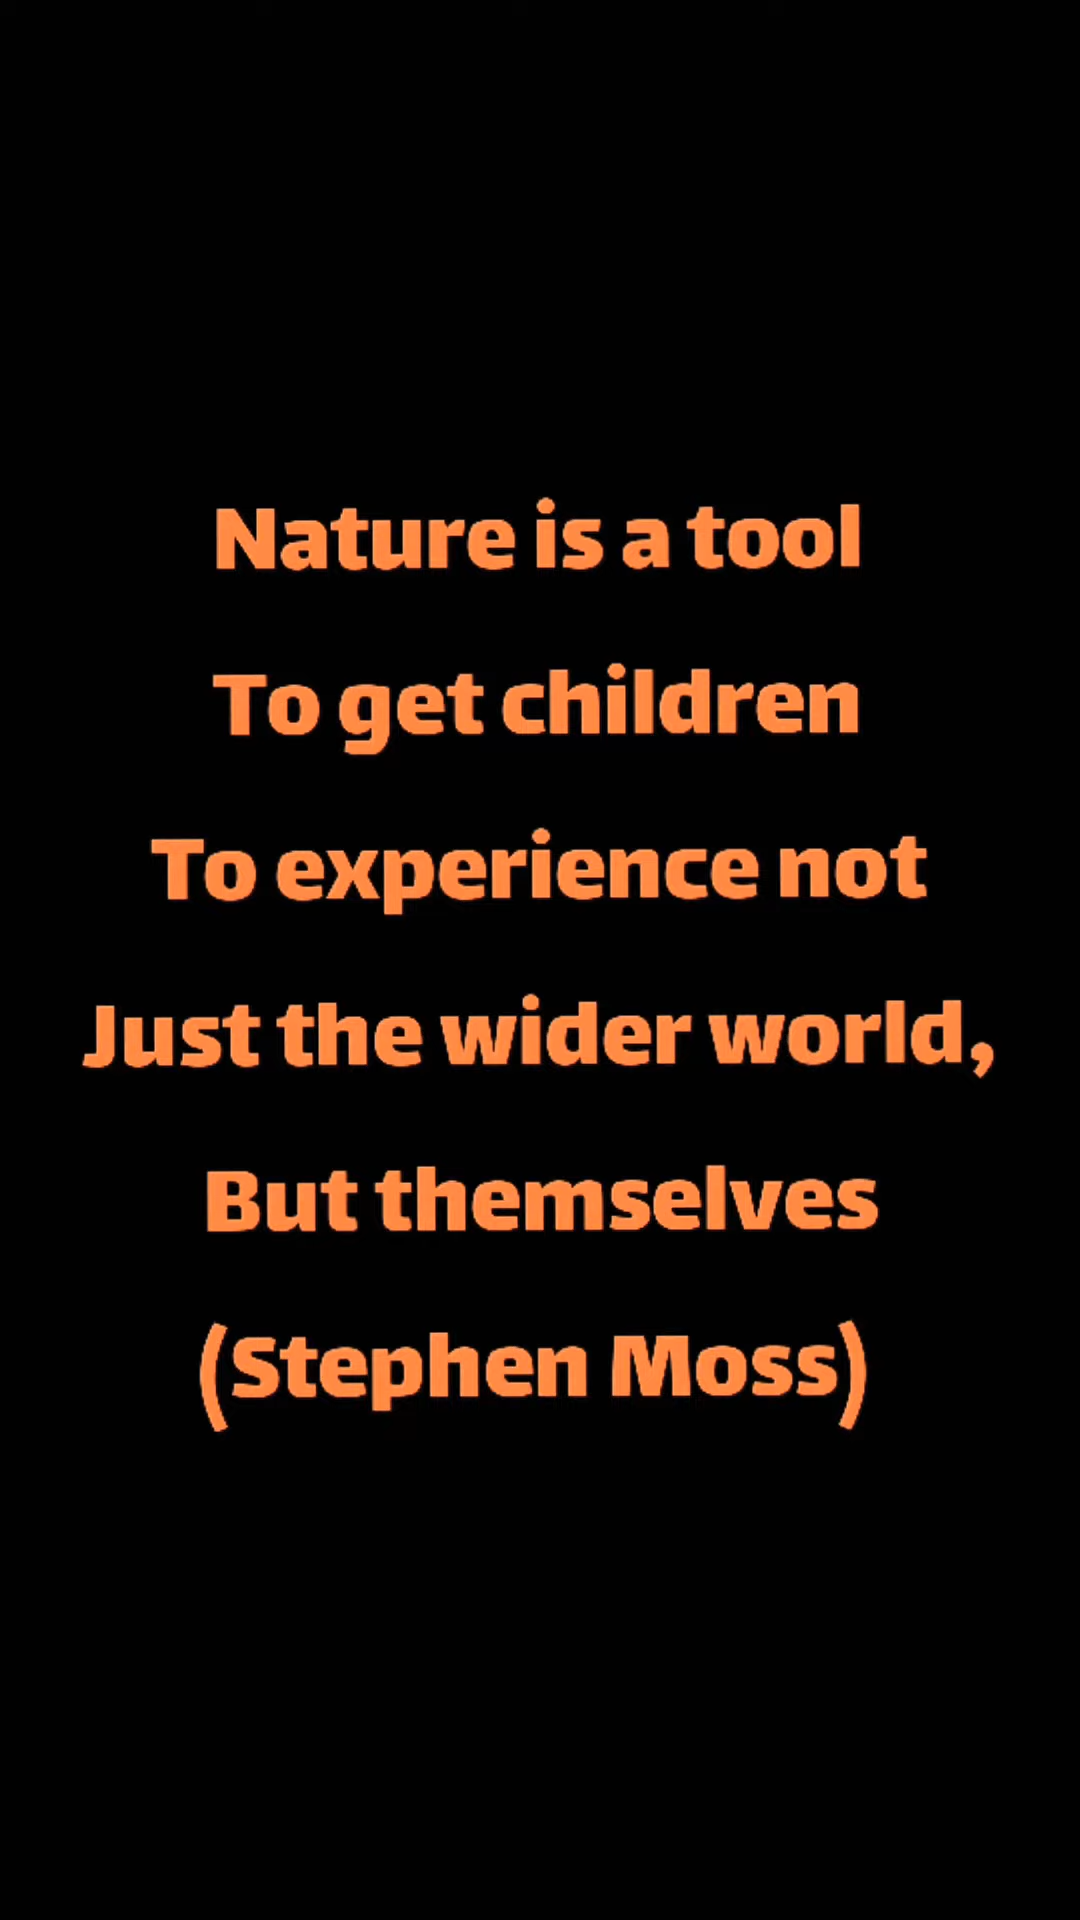 Nature is a tool
To get children
To experience not
Just the wider world,
But themselves
(Stephen Moss)